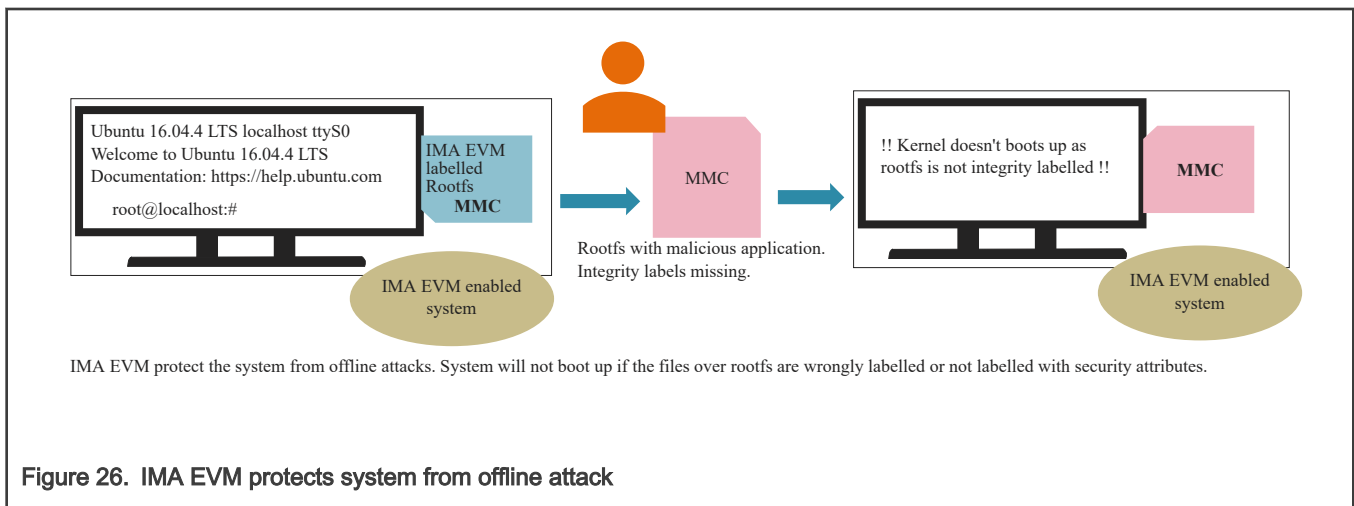 Ubuntu 16.04.4 LTS localhost ttyS0
Welcome to Ubuntu 16.04.4 LTS
Documentation: https://help.ubuntu.com
root@localhost:#
IMA EVM
labelled
Rootfs
MMC
IMA EVM enabled
system
MMC
Rootfs with malicious application.
Integrity labels missing.
!! Kernel doesn't boots up as
rootfs is not integrity labelled !!
MMC
IMA EVM enabled
system
IMA EVM protect the system from offline attacks. System will not boot up if the files over rootfs are wrongly labelled or not labelled with security attributes.
Figure 26. IMA EVM protects system from offline attack